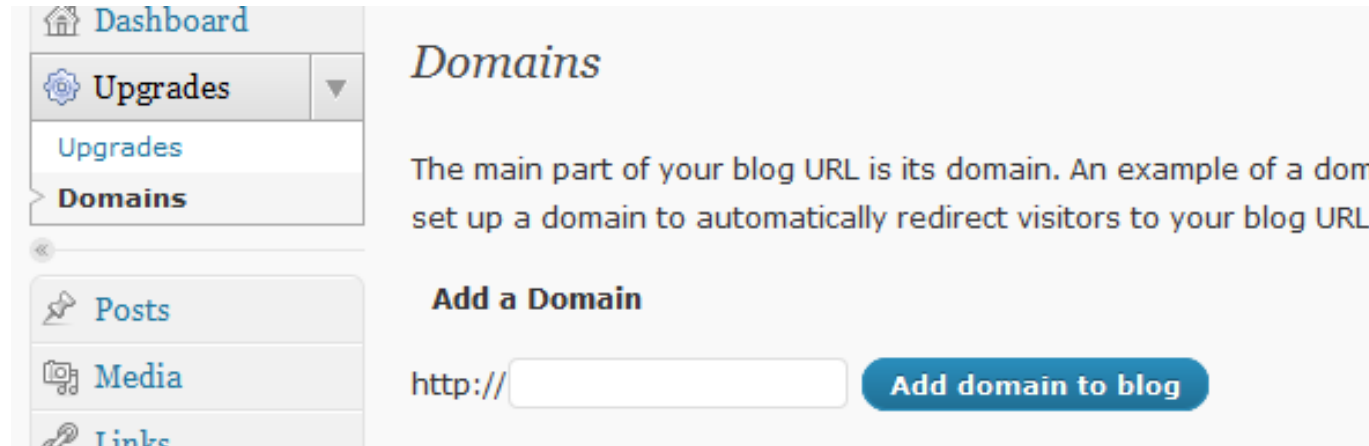 Dashboard
Upgrades
Upgrades
Domains
Posts
Media
Links
Domains
The main part of your blog URL is its domain. An example of a
set up a domain to automatically redirect visitors to your blog URL
Add a Domain
http://
Add domain to blog